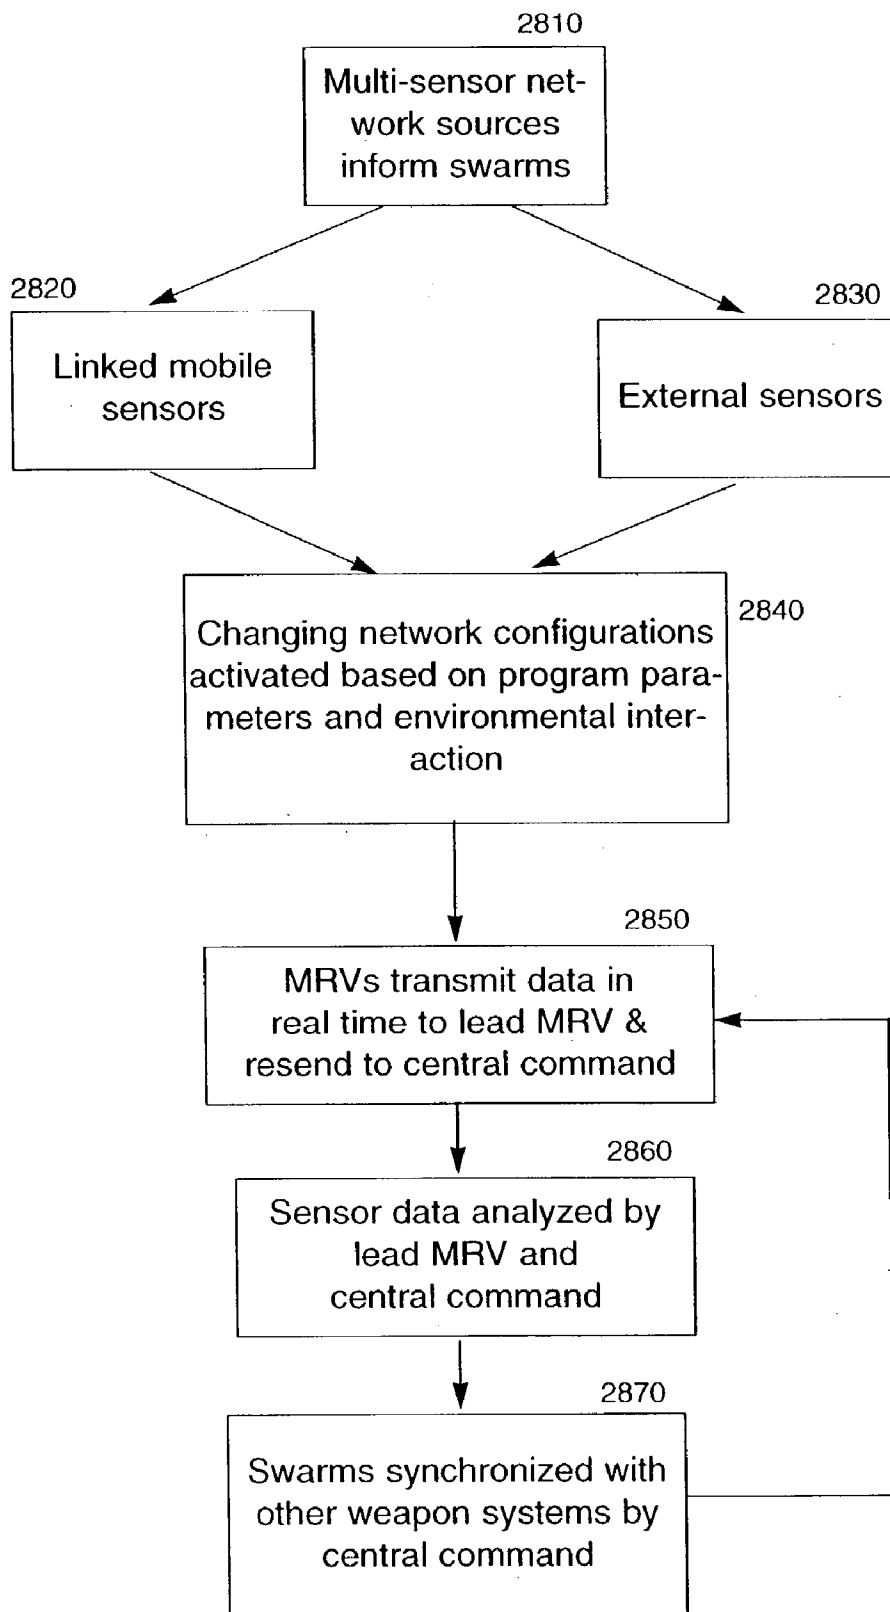 2810
Multi-sensor net-
work sources
inform swarms
2820
Linked mobile
sensors
2830
External sensors
2840
Changing network configurations
activated based on program para-
meters and environmental inter-
action
2850
MRVs transmit data in
real time to lead MRV &
resend to central command
2860
Sensor data analyzed by
lead MRV and
central command
2870
Swarms synchronized with
other weapon systems by
central command